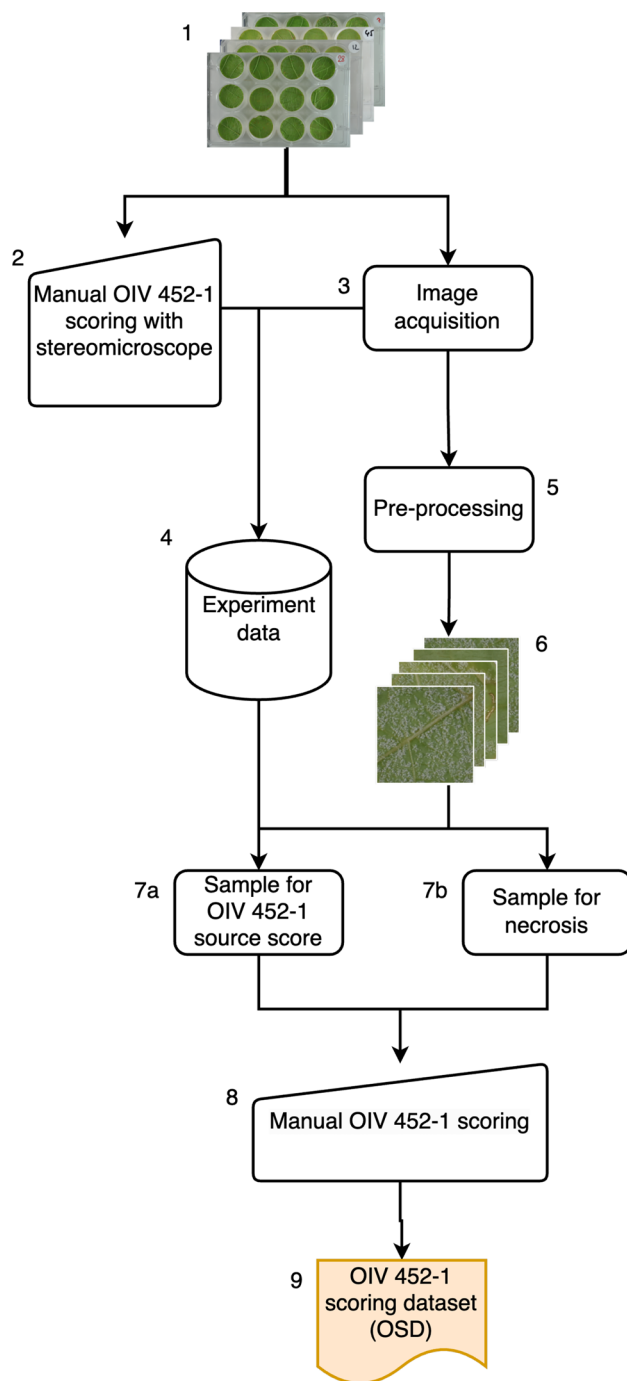 1
2
Manual OIV 452-1
scoring with
stereomicroscope
3
Image
acquisition
4
Experiment
data
5
Pre-processing
6
7a
Sample for
OIV 452-1
source score
7b
Sample for
necrosis
8
Manual OIV 452-1 scoring
9
OIV 452-1
scoring dataset
(OSD)